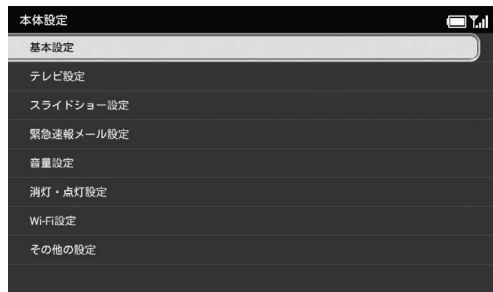 本体設定
基本設定
テレビ設定
スライドショー設定
緊急速報メール設定
音量設定
消灯・点灯設定
Wi-Fi設定
その他の設定